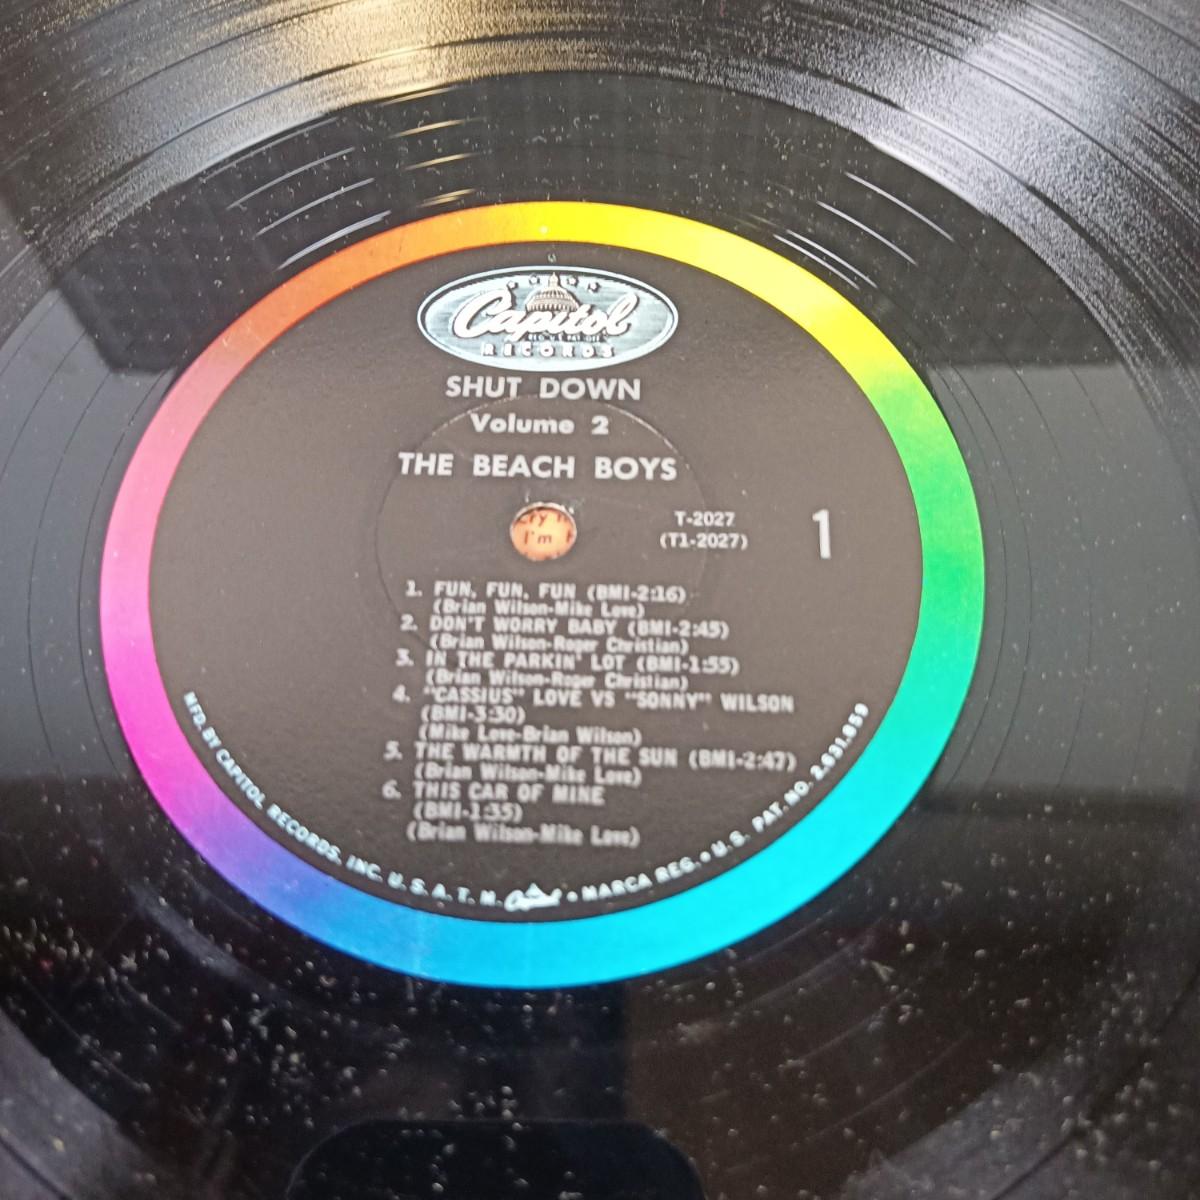 Capitol
REG. U.S. PAT. OFF.
RECORDS
SHUT DOWN
Volume 2
THE BEACH BOYS
T-2027
(T1-2027)
1
1. FUN, FUN, FUN (BMI-2:16)
(Brian Wilson-Mike Love)
2. DON'T WORRY BABY (BMI-2:45)
(Brian Wilson-Roger Christian)
3. IN THE PARKIN' LOT (BMI-1:55)
(Brian Wilson-Roger Christian)
4. "CASSIUS" LOVE VS "SONNY" WILSON
(BMI-3:30)
(Mike Love-Brian Wilson)
5. THE WARMTH OF THE SUN (BMI-2:47)
(Brian Wilson-Mike Love)
6. THIS CAR OF MINE
(BMI-1:35)
(Brian Wilson-Mike Love)
MFD. BY CAPITOL RECORDS, INC. U. S. A. T. M. Capitol • MARCA REG. • U.S. PAT. NO. 2,631,859
I'm